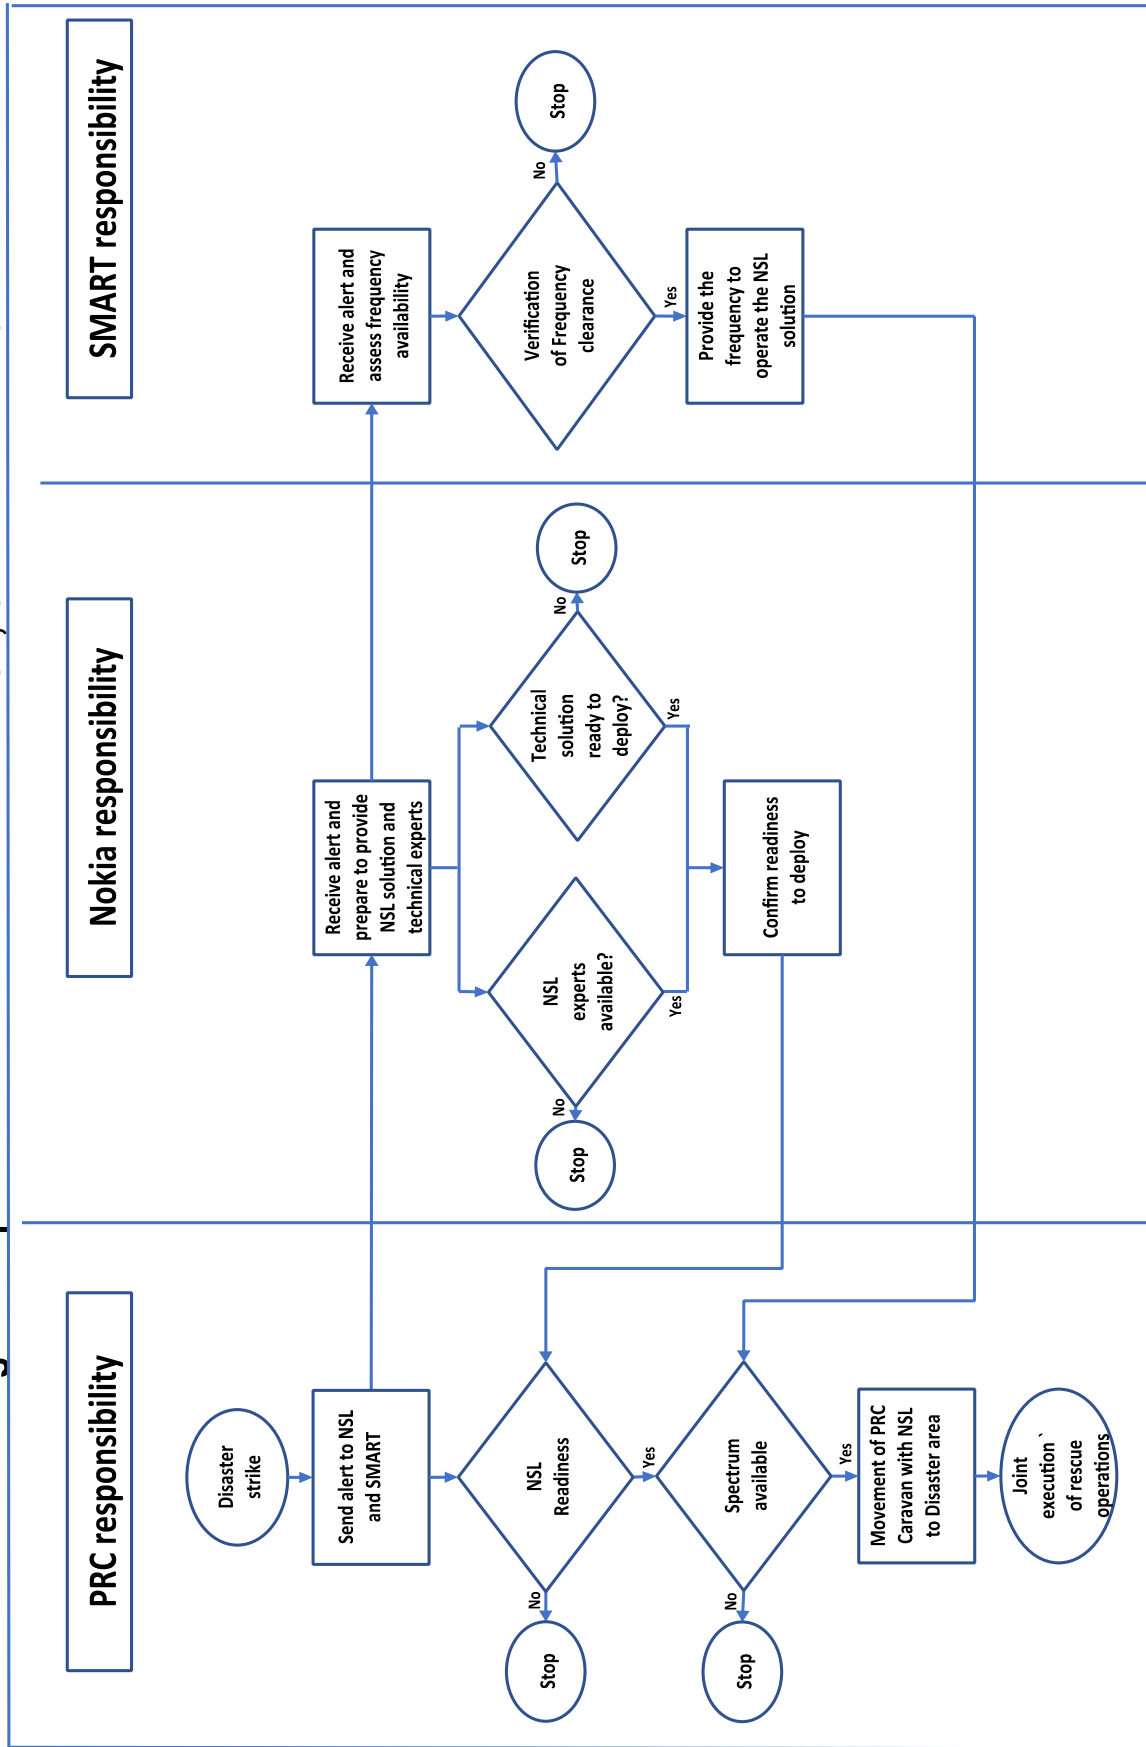 PRC responsibility
Nokia responsibility
SMART responsibility
Disaster
strike
Send alert to NSL
and SMART
NSL
Readiness
No
Stop
Yes
Spectrum
available
No
Stop
Yes
Movement of PRC
Caravan with NSL
to Disaster area
Joint
execution `
of rescue
operations
Receive alert and
prepare to provide
NSL solution and
technical experts
NSL
experts
available?
No
Stop
Yes
Technical
solution
ready to
deploy?
No
Stop
Yes
Confirm readiness
to deploy
Receive alert and
assess frequency
availability
Verification
of Frequency
clearance
No
Stop
Yes
Provide the
frequency to
operate the NSL
solution